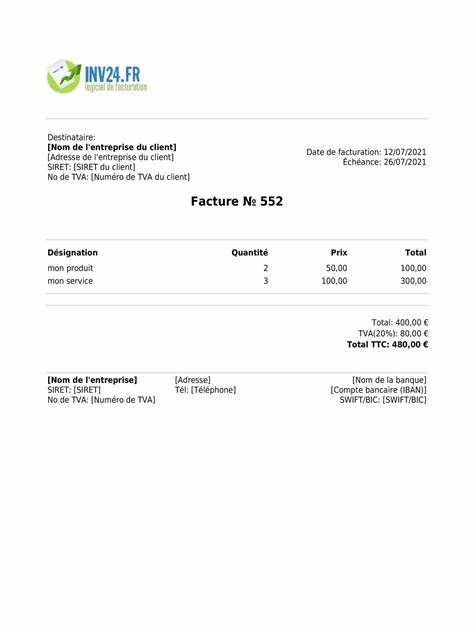 INV24.FR
logiciel de facturation
Destinataire:
[Nom de l'entreprise du client]
[Adresse de l'entreprise du client]
SIRET: [SIRET du client]
No de TVA: [Numéro de TVA du client]
Date de facturation: 12/07/2021
Échéance: 26/07/2021
Facture № 552
Désignation Quantité Prix Total
mon produit 2 50,00 100,00
mon service 3 100,00 300,00
Total: 400,00 €
TVA(20%): 80,00 €
Total TTC: 480,00 €
[Nom de l'entreprise] [Adresse] [Nom de la banque]
SIRET: [SIRET] Tél: [Téléphone] [Compte bancaire (IBAN)]
No de TVA: [Numéro de TVA] SWIFT/BIC: [SWIFT/BIC]